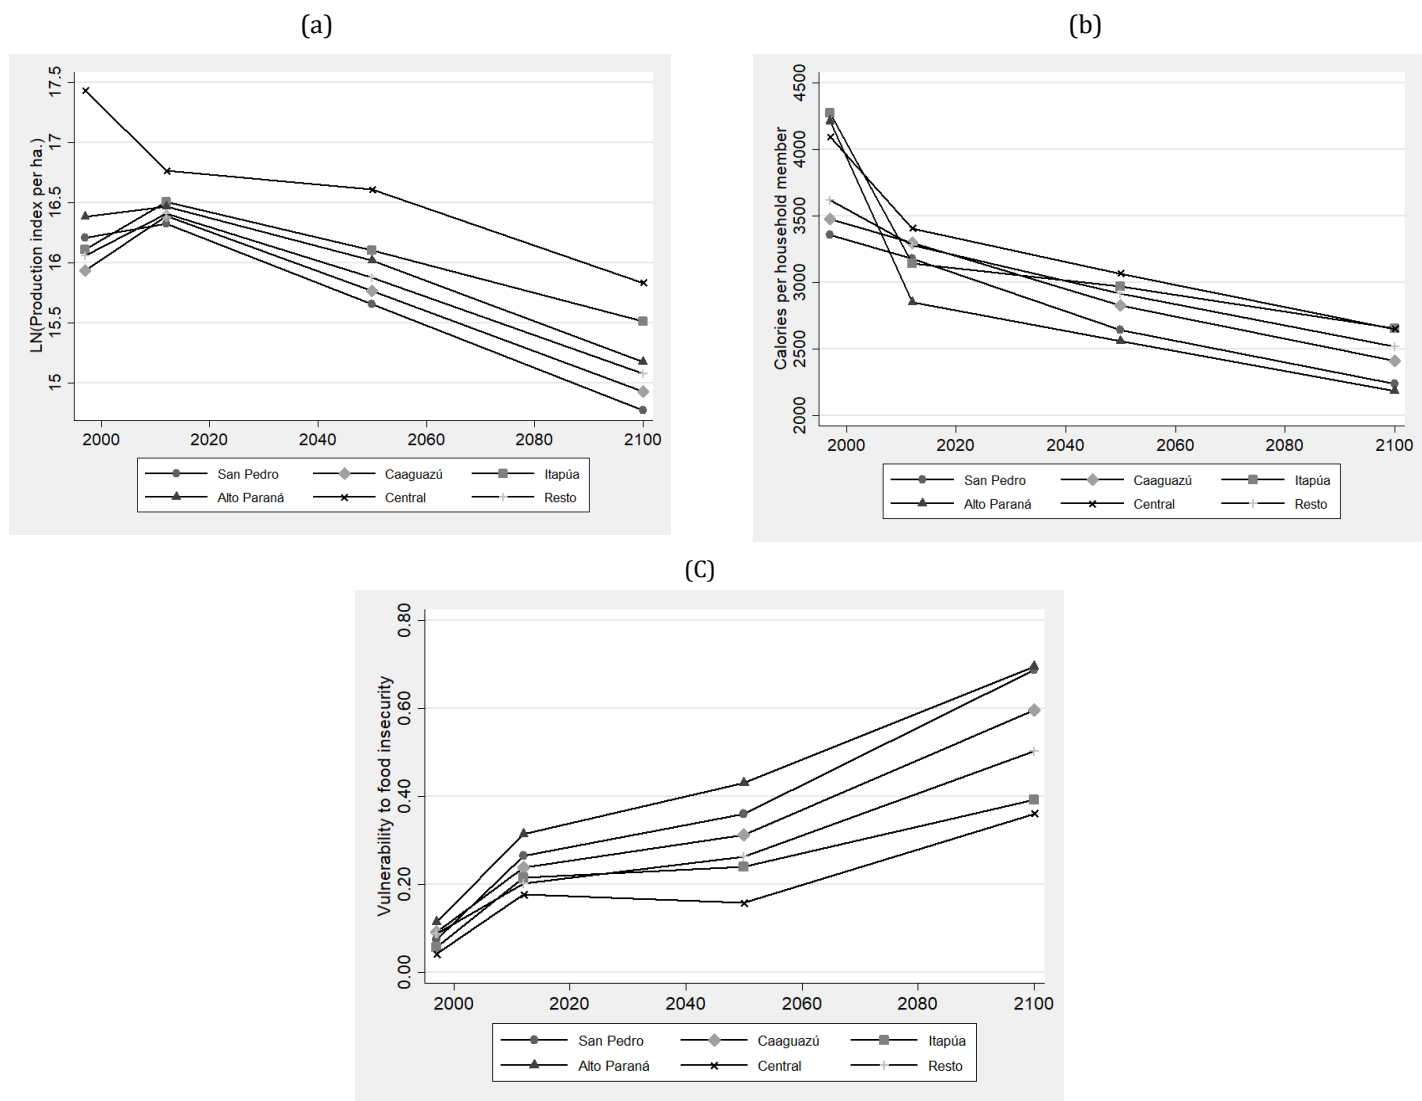 (a)
LN(Production index per ha.)
17.5
17
16.5
16
15.5
15
2000 2020 2040 2060 2080 2100
San Pedro Caaguazú Itapúa
Alto Paraná Central Resto
(b)
Calories per household member
4500
4000
3500
3000
2500
2000
2000 2020 2040 2060 2080 2100
San Pedro Caaguazú Itapúa
Alto Paraná Central Resto
(C)
Vulnerability to food insecurity
0.80
0.60
0.40
0.20
0.00
2000 2020 2040 2060 2080 2100
San Pedro Caaguazú Itapúa
Alto Paraná Central Resto